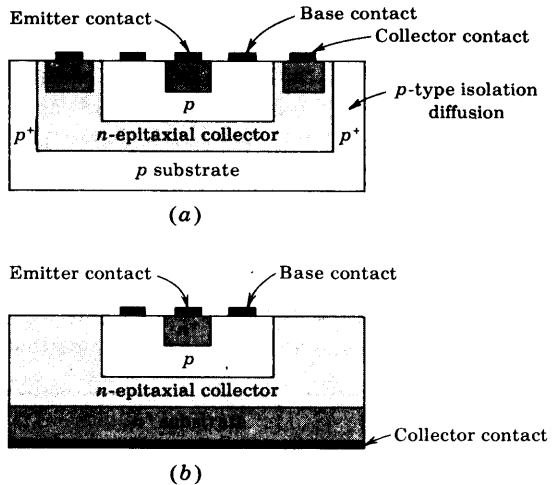 Emitter contact
Base contact
Collector contact
p-type isolation
diffusion
p
p+
n-epitaxial collector
p+
p substrate
(a)
Emitter contact
Base contact
p
n-epitaxial collector
substrate
Collector contact
(b)